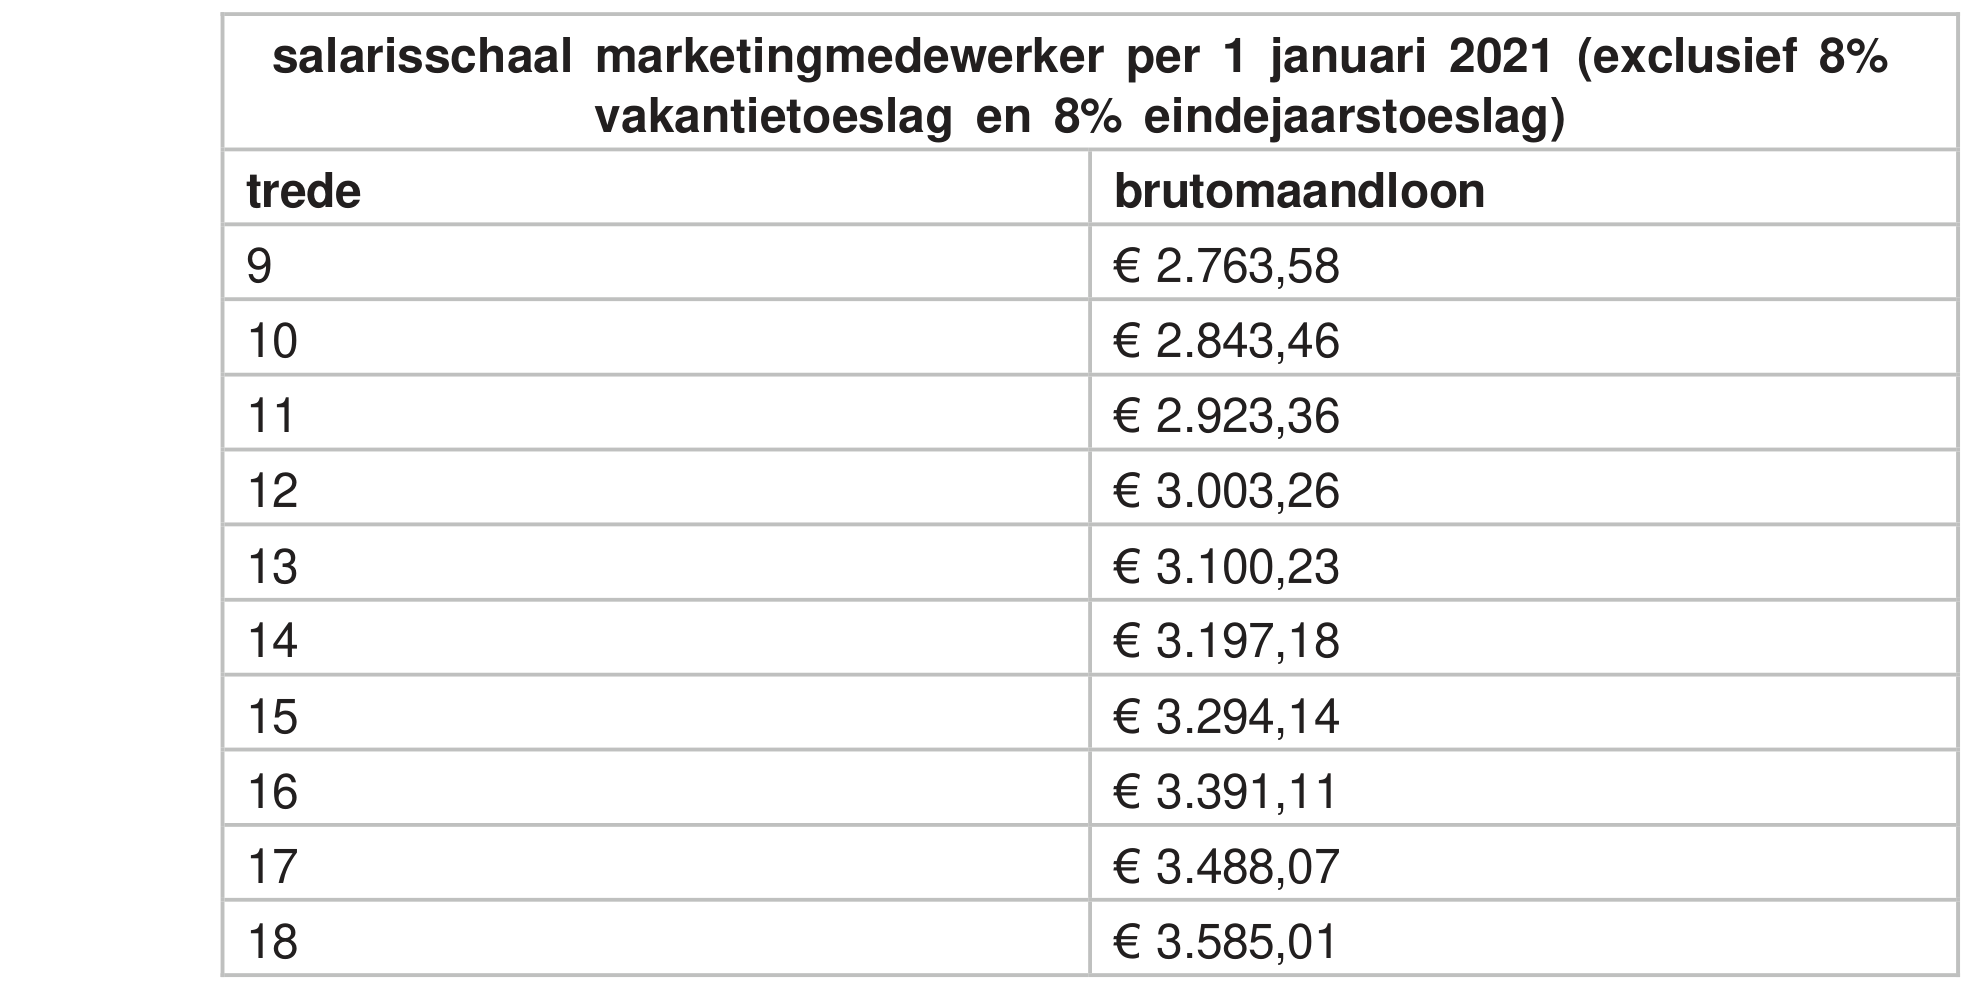 salarisschaal marketingmedewerker per 1 januari 2021 (exclusief 8%
vakantietoeslag en 8% eindejaarstoeslag)
trede brutomaandloon
9 € 2.763,58
10 € 2.843,46
11 € 2.923,36
12 € 3.003,26
13 € 3.100,23
14 € 3.197,18
15 € 3.294,14
16 € 3.391,11
17 € 3.488,07
18 € 3.585,01